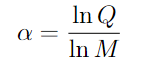 α = ln Q / ln M